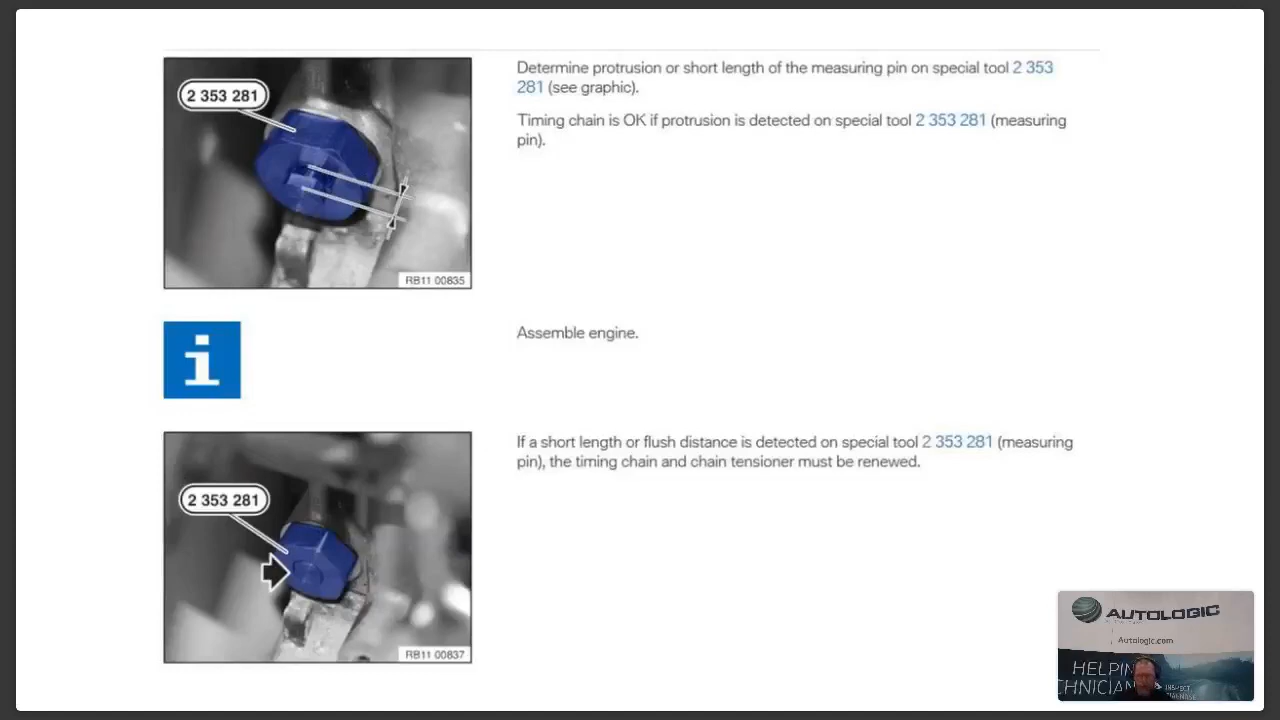 2 353 281
RB11 00835
Determine protrusion or short length of the measuring pin on special tool 2 353
281 (see graphic).
Timing chain is OK if protrusion is detected on special tool 2 353 281 (measuring
pin).
i
Assemble engine.
2 353 281
RB11 00837
If a short length or flush distance is detected on special tool 2 353 281 (measuring
pin), the timing chain and chain tensioner must be renewed.
AUTOLOGIC
Autologic.com
HELPIN
CHNICIAN
INSPECT,